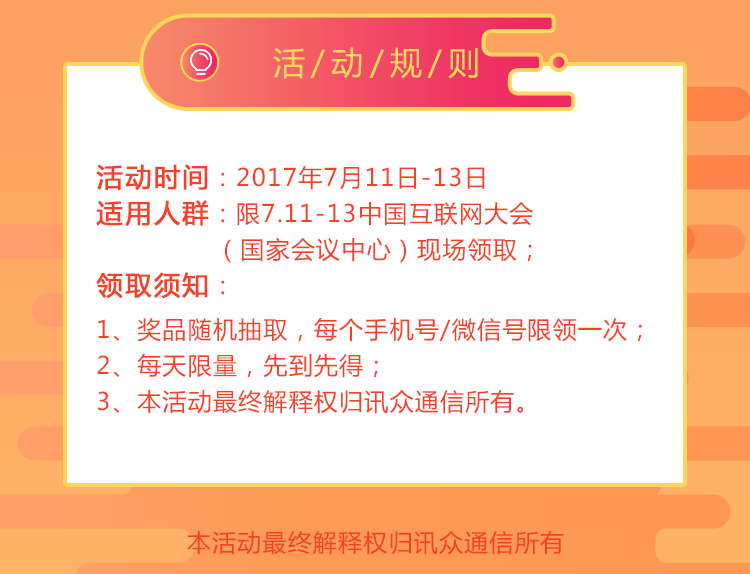 活/动/规/则
活动时间：2017年7月11日-13日
适用人群：限7.11-13中国互联网大会
（国家会议中心）现场领取；
领取须知：
1、奖品随机抽取，每个手机号/微信号限领一次；
2、每天限量，先到先得；
3、本活动最终解释权归讯众通信所有。
本活动最终解释权归讯众通信所有